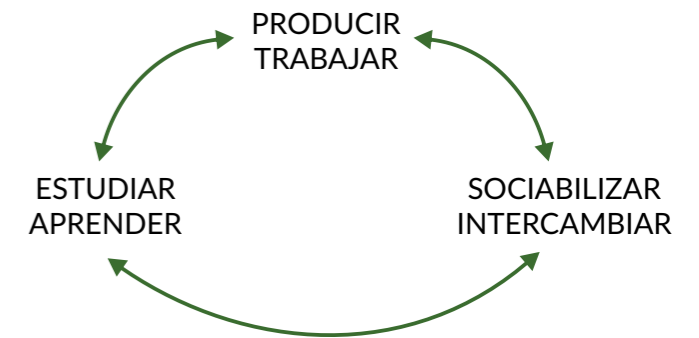 PRODUCIR
TRABAJAR
ESTUDIAR
APRENDER
SOCIABILIZAR
INTERCAMBIAR